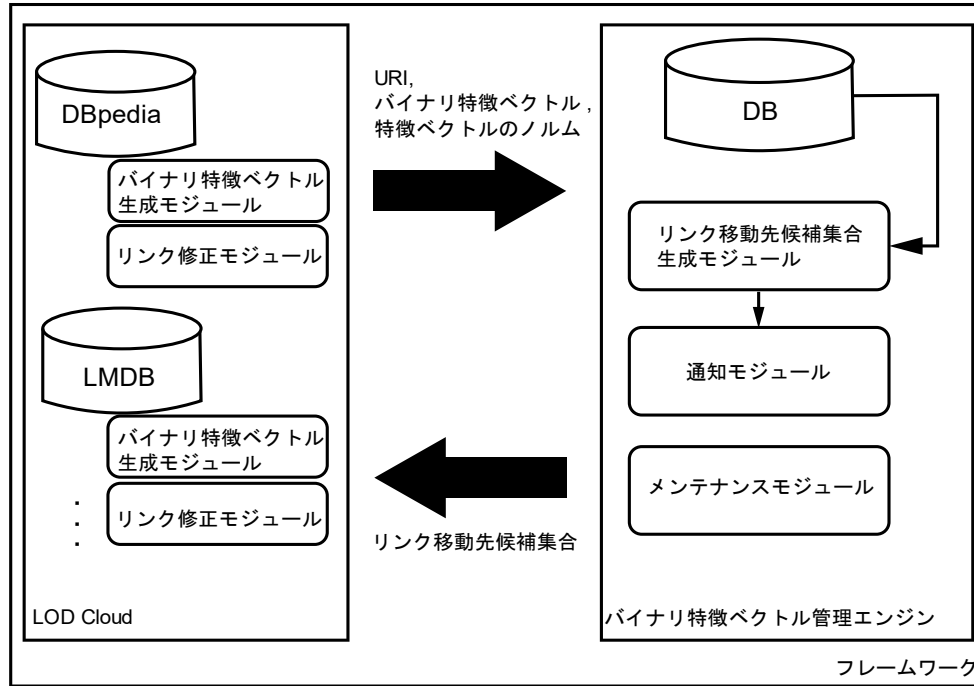 DBpedia
バイナリ特徴ベクトル
生成モジュール
リンク修正モジュール
LMDB
バイナリ特徴ベクトル
生成モジュール
リンク修正モジュール
LOD Cloud
URI,
バイナリ特徴ベクトル ,
特徴ベクトルのノルム
リンク移動先候補集合
DB
リンク移動先候補集合
生成モジュール
通知モジュール
メンテナンスモジュール
バイナリ特徴ベクトル管理エンジン
フレームワーク